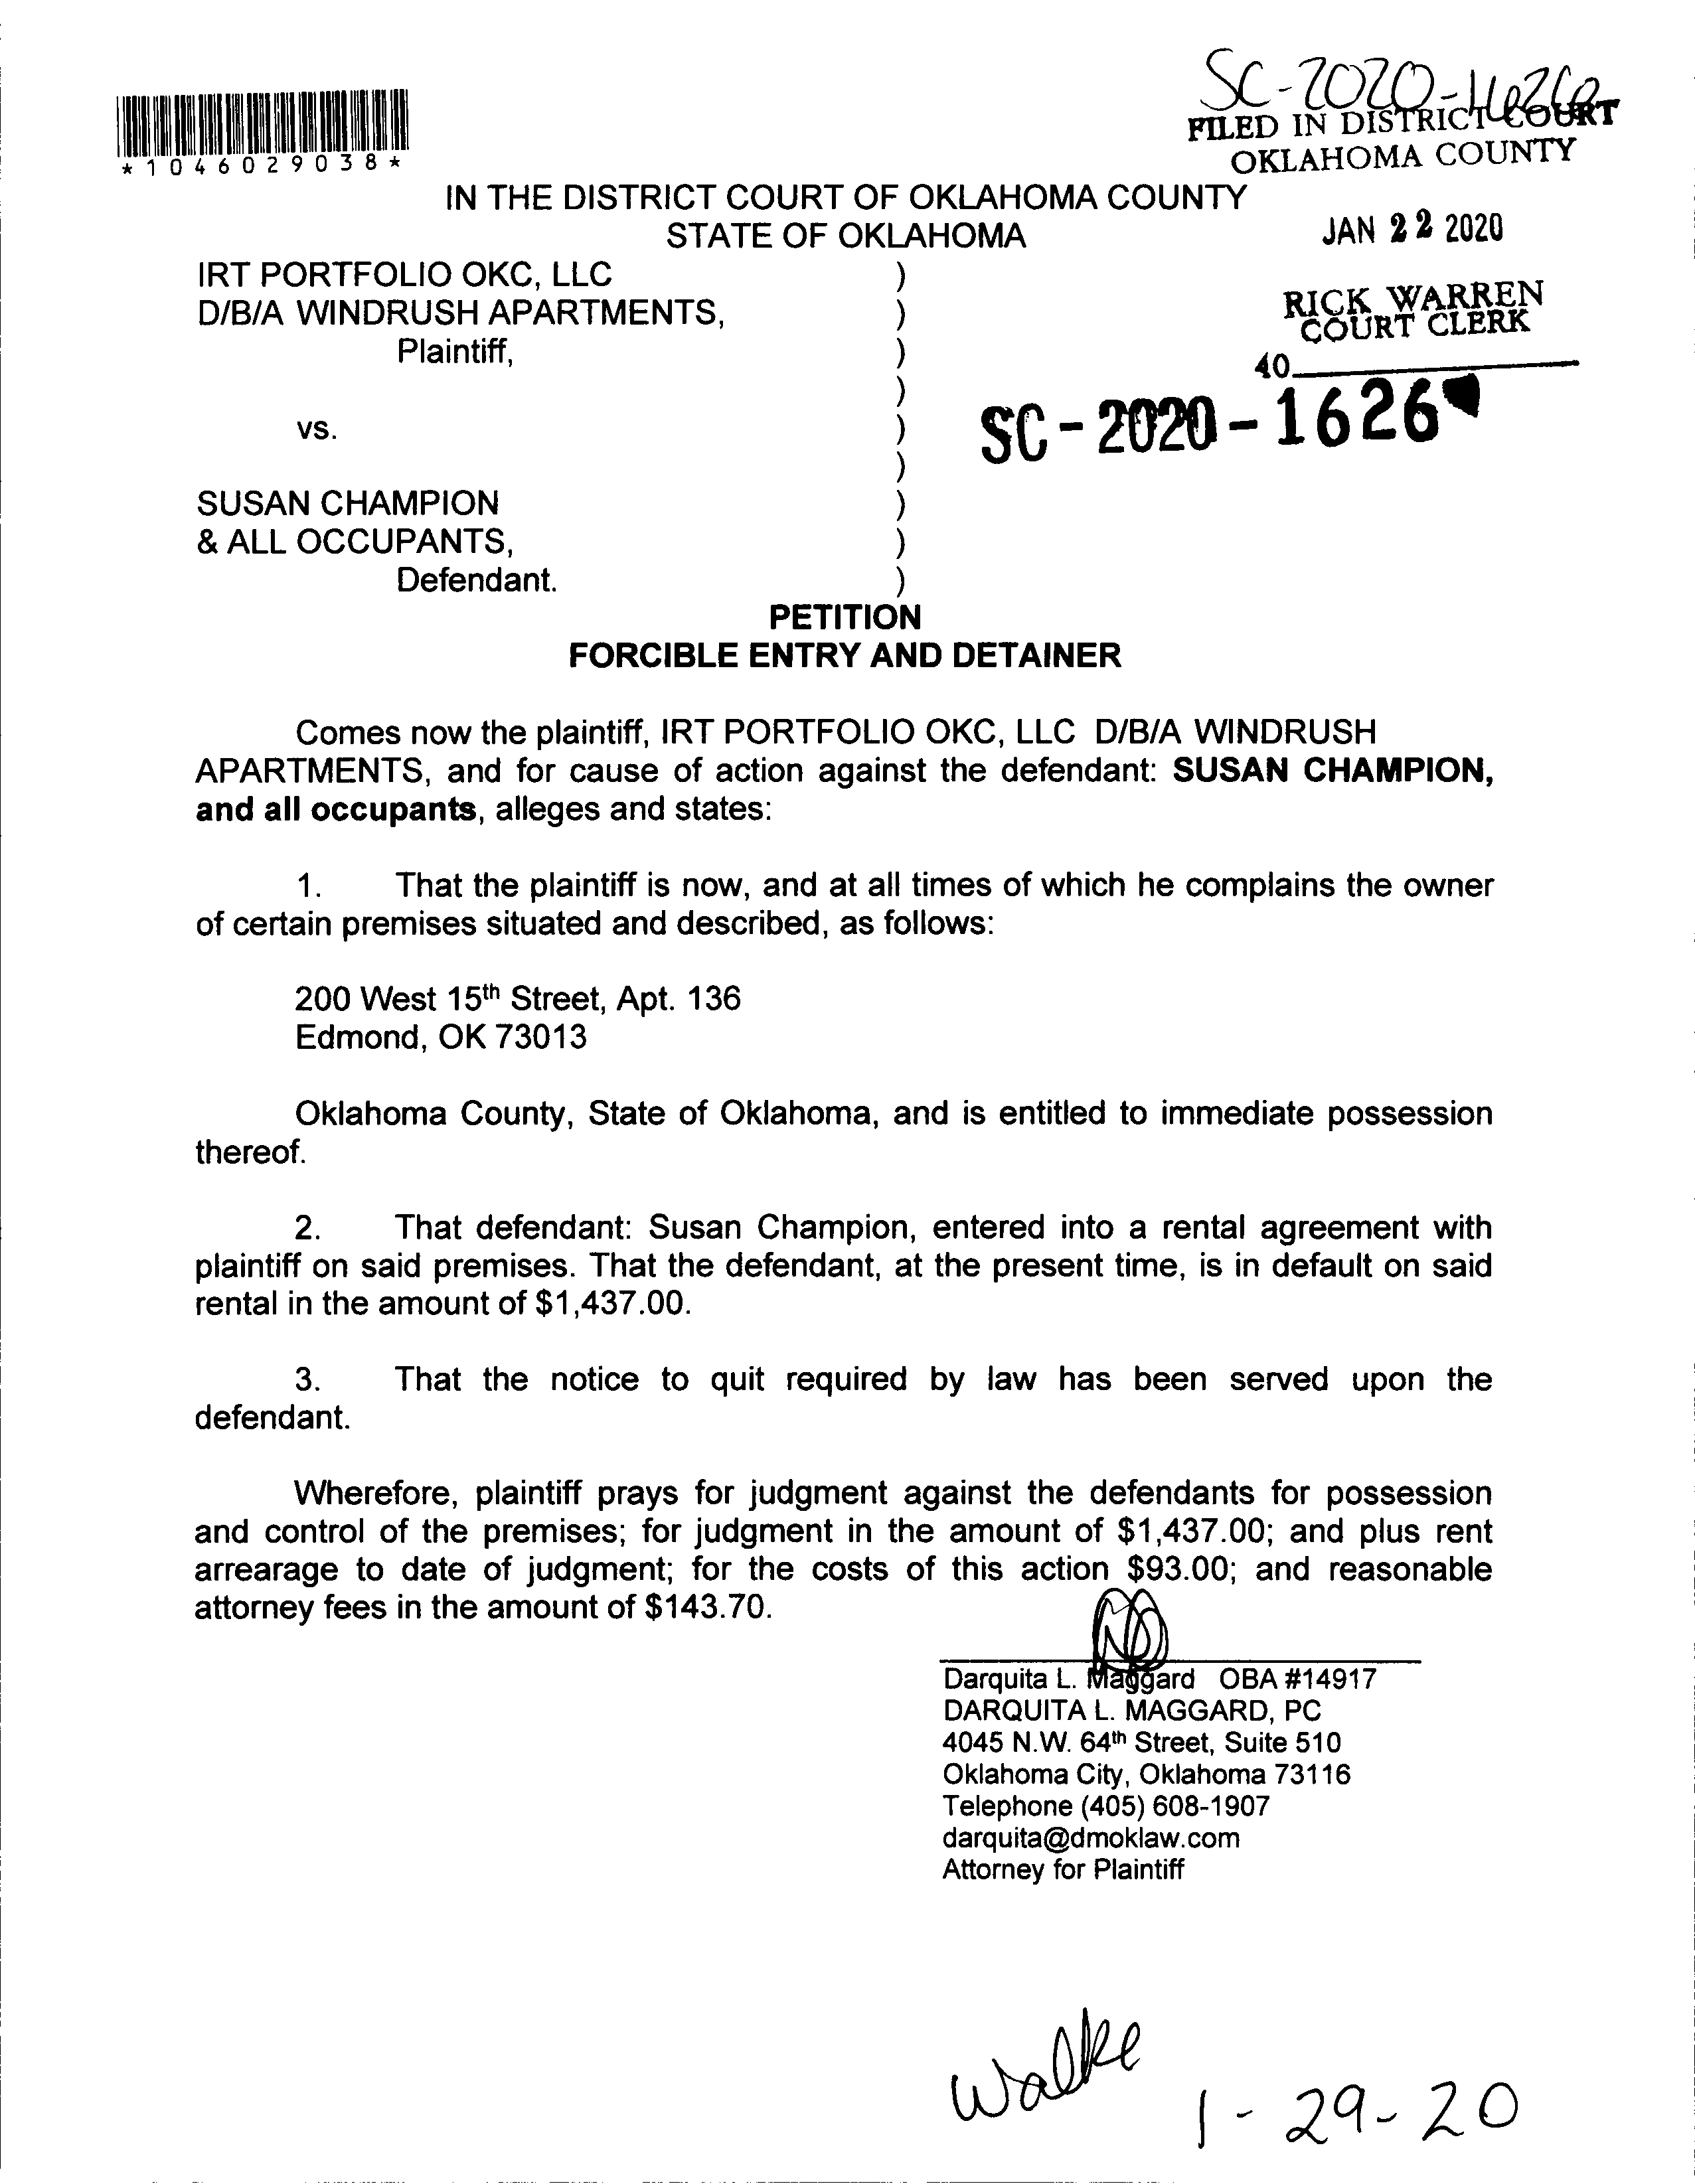 SC-2020-1626
FILED IN DISTRICT COURT
OKLAHOMA COUNTY
*1046029038*
IN THE DISTRICT COURT OF OKLAHOMA COUNTY
STATE OF OKLAHOMA
JAN 22 2020
IRT PORTFOLIO OKC, LLC )
D/B/A WINDRUSH APARTMENTS, )
Plaintiff, )
)
vs. )
)
SUSAN CHAMPION )
& ALL OCCUPANTS, )
Defendant. )
RICK WARREN
COURT CLERK
40
SC-2020-1626
PETITION
FORCIBLE ENTRY AND DETAINER
Comes now the plaintiff, IRT PORTFOLIO OKC, LLC D/B/A WINDRUSH
APARTMENTS, and for cause of action against the defendant: SUSAN CHAMPION,
and all occupants, alleges and states:
1. That the plaintiff is now, and at all times of which he complains the owner
of certain premises situated and described, as follows:
200 West 15th Street, Apt. 136
Edmond, OK 73013
Oklahoma County, State of Oklahoma, and is entitled to immediate possession
thereof.
2. That defendant: Susan Champion, entered into a rental agreement with
plaintiff on said premises. That the defendant, at the present time, is in default on said
rental in the amount of $1,437.00.
3. That the notice to quit required by law has been served upon the
defendant.
Wherefore, plaintiff prays for judgment against the defendants for possession
and control of the premises; for judgment in the amount of $1,437.00; and plus rent
arrearage to date of judgment; for the costs of this action $93.00; and reasonable
attorney fees in the amount of $143.70.
Darquita L. Maggard OBA #14917
DARQUITA L. MAGGARD, PC
4045 N.W. 64th Street, Suite 510
Oklahoma City, Oklahoma 73116
Telephone (405) 608-1907
darquita@dmoklaw.com
Attorney for Plaintiff
Walke
1-29-20